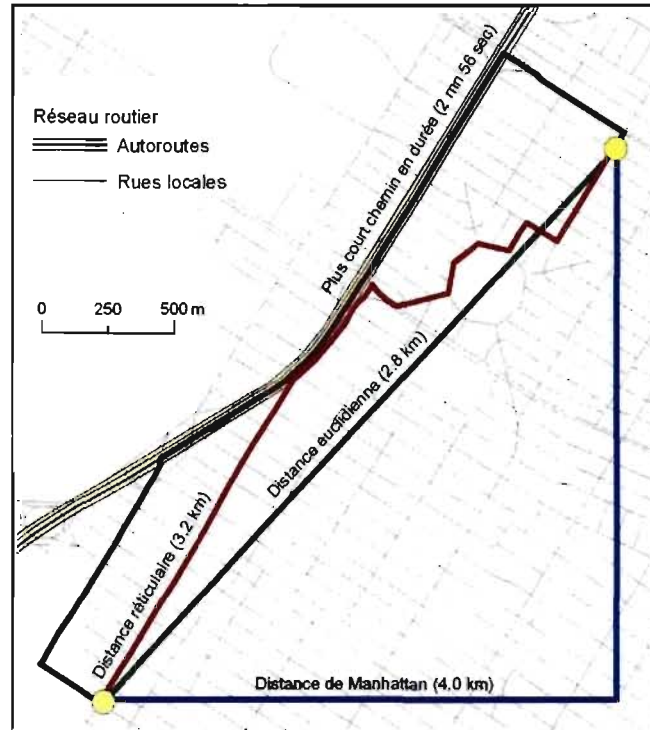 Réseau routier
Autoroutes
Rues locales
0 250 500 m
Plus court chemin en durée (2 mn 56 sec)
Distance euclidienne (2.8 km)
Distance réticulaire (3.2 km)
Distance de Manhattan (4.0 km)